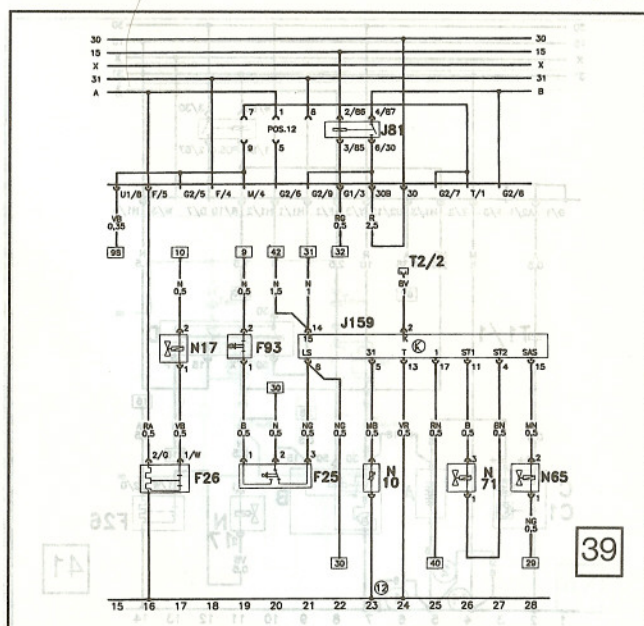 30 30
15 15
X X
31 31
A B
7 1 8 2/86 4/87
POS.12 J81
9 5 3/85 6/30
U1/8 F/5 G2/5 F/4 M/4 G2/6 G2/9 G1/3 30B 30 G2/7 T/1 G2/8
VB 0,35 RG 0,5 R 2,5
95 10 9 42 31 32 T2/2
N 0,5 N 0,5 N 1,5 N 1 BV 1
2 2 14 J159 2
N17 F93 15 K K
LS 31 T 1 ST1 ST2 SAS
1 1 6 5 13 17 11 4 15
30
RA 0,5 VB 0,5 B 0,5 N 0,5 NG 0,5 NG 0,5 MB 0,5 VR 0,5 RN 0,5 B 0,5 BN 0,5 MN 0,5
2/G 1/W 1 2 3 3 2
F26 F25 N 10 N 71 N65
1 1
NG 0,5
30 40 29 39
12
15 16 17 18 19 20 21 22 23 24 25 26 27 28